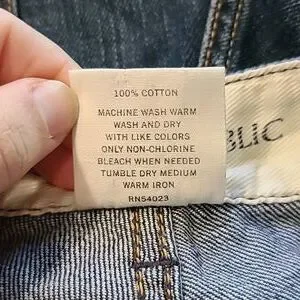 100% COTTON
MACHINE WASH WARM
WASH AND DRY
WITH LIKE COLORS
ONLY NON-CHLORINE
BLEACH WHEN NEEDED
TUMBLE DRY MEDIUM
WARM IRON
RN54023
BLIC